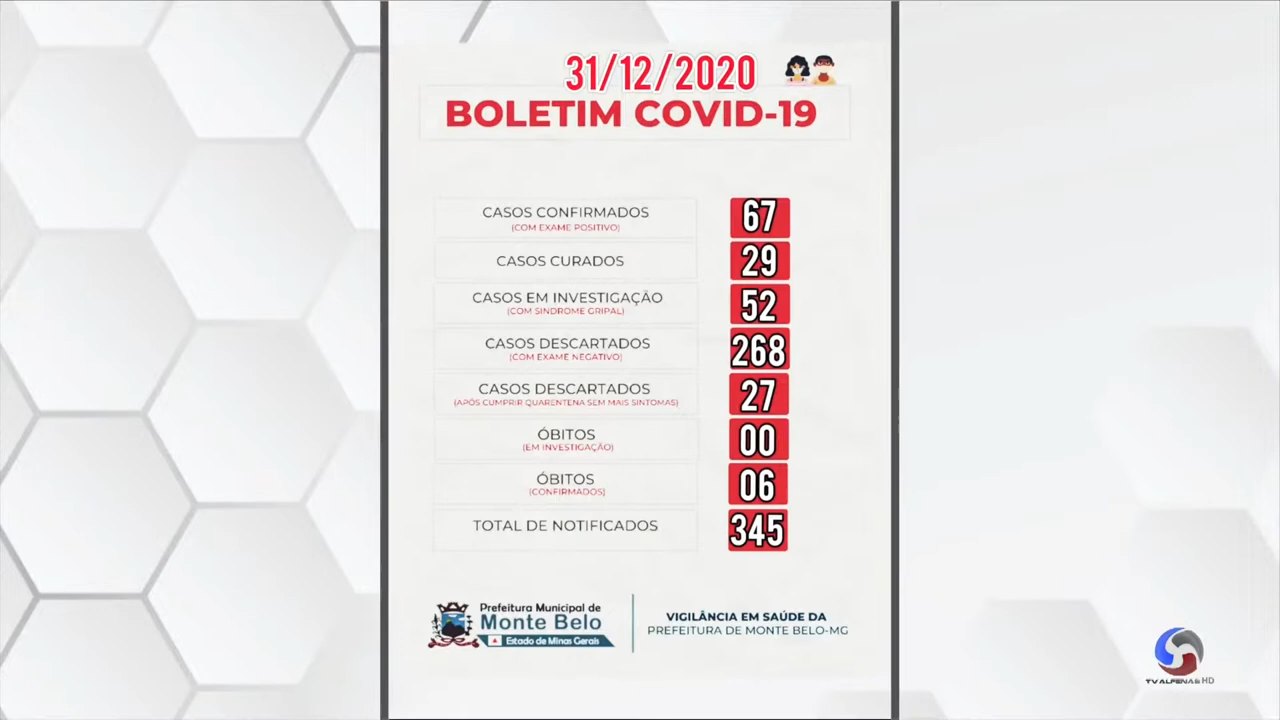 31/12/2020
BOLETIM COVID-19
CASOS CONFIRMADOS 67
(COM EXAME POSITIVO)
CASOS CURADOS 29
CASOS EM INVESTIGAÇÃO 52
(COM SINDROME GRIPAL)
CASOS DESCARTADOS 268
(COM EXAME NEGATIVO)
CASOS DESCARTADOS 27
(APÓS CUMPRIR QUARENTENA SEM MAIS SINTOMAS)
ÓBITOS 00
(EM INVESTIGAÇÃO)
ÓBITOS 06
(CONFIRMADOS)
TOTAL DE NOTIFICADOS 345
Prefeitura Municipal de
Monte Belo
Estado de Minas Gerais
VIGILÂNCIA EM SAÚDE DA
PREFEITURA DE MONTE BELO-MG
TV ALFENAS HD